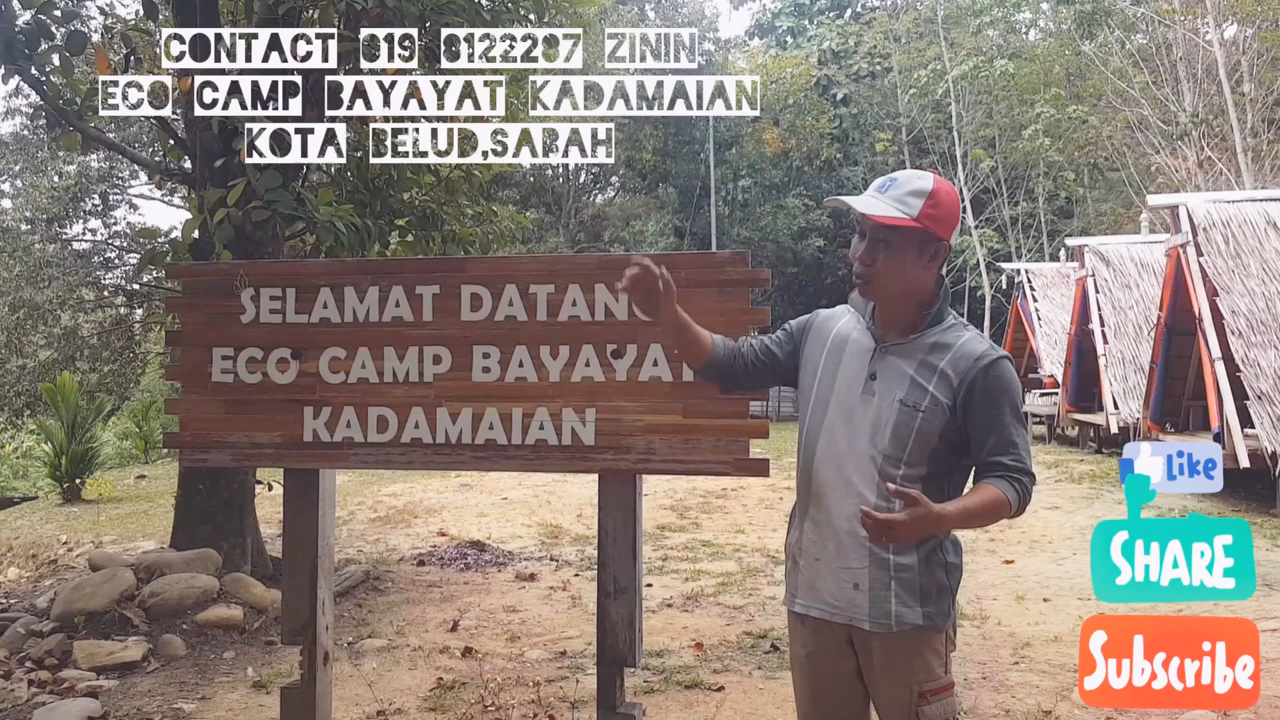 CONTACT 019 8122207 ZININ
ECO CAMP BAYAYAT KADAMAIAN
KOTA BELUD,SABAH
SELAMAT DATANG
ECO CAMP BAYAYAT
KADAMAIAN
Like
SHARE
Subscribe